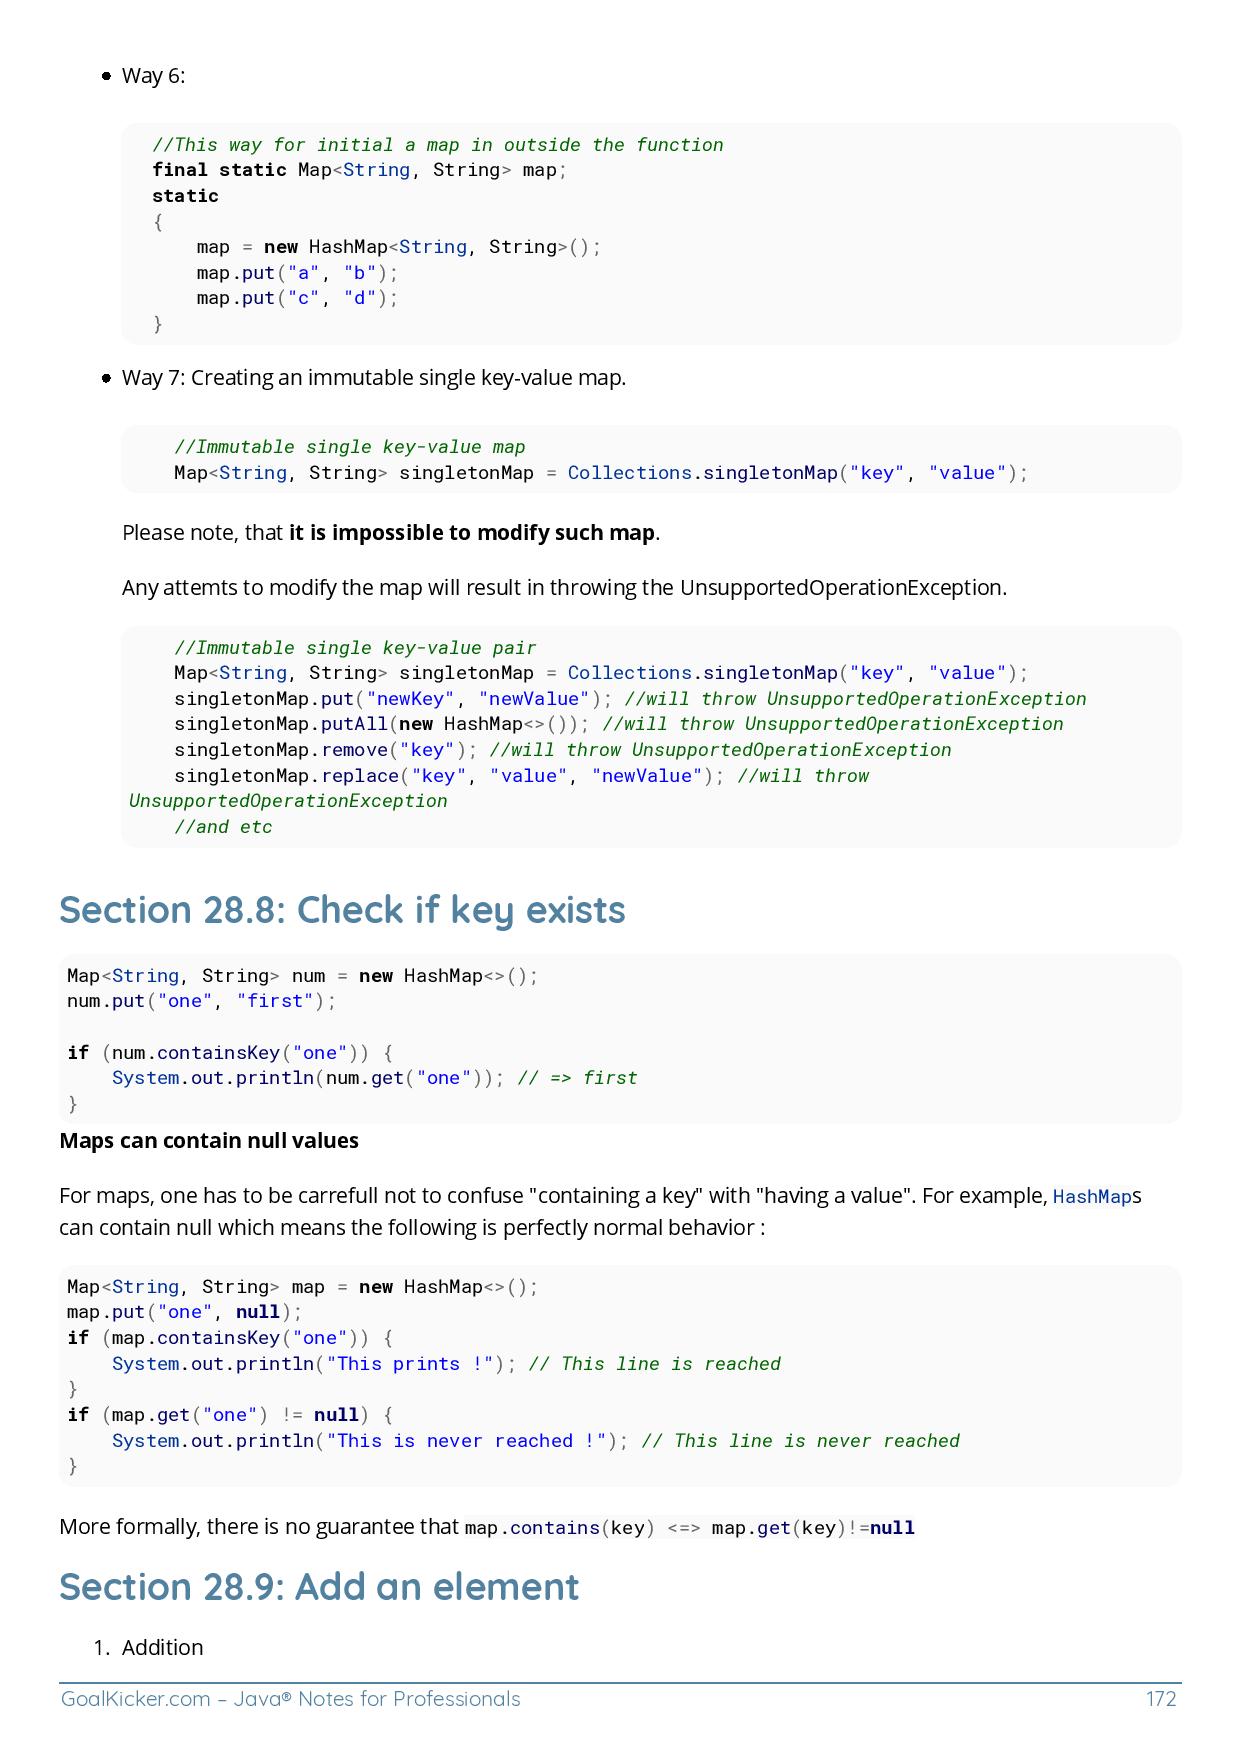 • Way 6:
//This way for initial a map in outside the function
final static Map<String, String> map;
static
{
    map = new HashMap<String, String>();
    map.put("a", "b");
    map.put("c", "d");
}
• Way 7: Creating an immutable single key-value map.
//Immutable single key-value map
Map<String, String> singletonMap = Collections.singletonMap("key", "value");
Please note, that it is impossible to modify such map.
Any attemts to modify the map will result in throwing the UnsupportedOperationException.
    //Immutable single key-value pair
    Map<String, String> singletonMap = Collections.singletonMap("key", "value");
    singletonMap.put("newKey", "newValue"); //will throw UnsupportedOperationException
    singletonMap.putAll(new HashMap<>()); //will throw UnsupportedOperationException
    singletonMap.remove("key"); //will throw UnsupportedOperationException
    singletonMap.replace("key", "value", "newValue"); //will throw
UnsupportedOperationException
    //and etc
Section 28.8: Check if key exists
Map<String, String> num = new HashMap<>();
num.put("one", "first");
if (num.containsKey("one")) {
    System.out.println(num.get("one")); // => first
}
Maps can contain null values
For maps, one has to be carrefull not to confuse "containing a key" with "having a value". For example, HashMaps
can contain null which means the following is perfectly normal behavior :
Map<String, String> map = new HashMap<>();
map.put("one", null);
if (map.containsKey("one")) {
    System.out.println("This prints !"); // This line is reached
}
if (map.get("one") != null) {
    System.out.println("This is never reached !"); // This line is never reached
}
More formally, there is no guarantee that map.contains(key) <=> map.get(key)!=null
Section 28.9: Add an element
1. Addition
GoalKicker.com – Java® Notes for Professionals 172